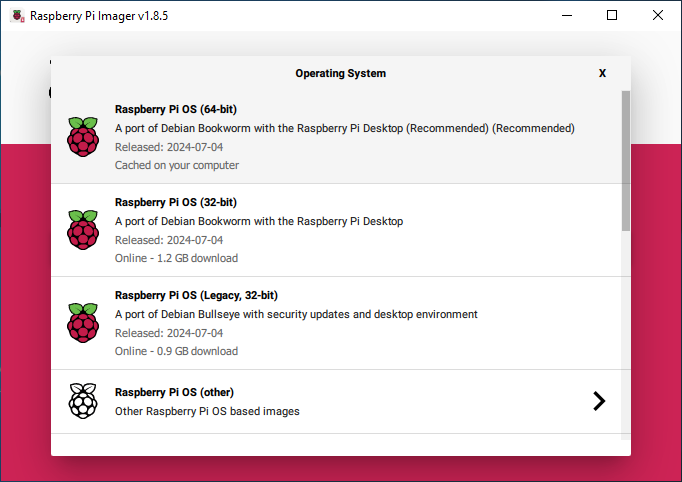 Raspberry Pi Imager v1.8.5
Operating System
X
Raspberry Pi OS (64-bit)
A port of Debian Bookworm with the Raspberry Pi Desktop (Recommended) (Recommended)
Released: 2024-07-04
Cached on your computer
Raspberry Pi OS (32-bit)
A port of Debian Bookworm with the Raspberry Pi Desktop
Released: 2024-07-04
Online - 1.2 GB download
Raspberry Pi OS (Legacy, 32-bit)
A port of Debian Bullseye with security updates and desktop environment
Released: 2024-07-04
Online - 0.9 GB download
Raspberry Pi OS (other)
Other Raspberry Pi OS based images